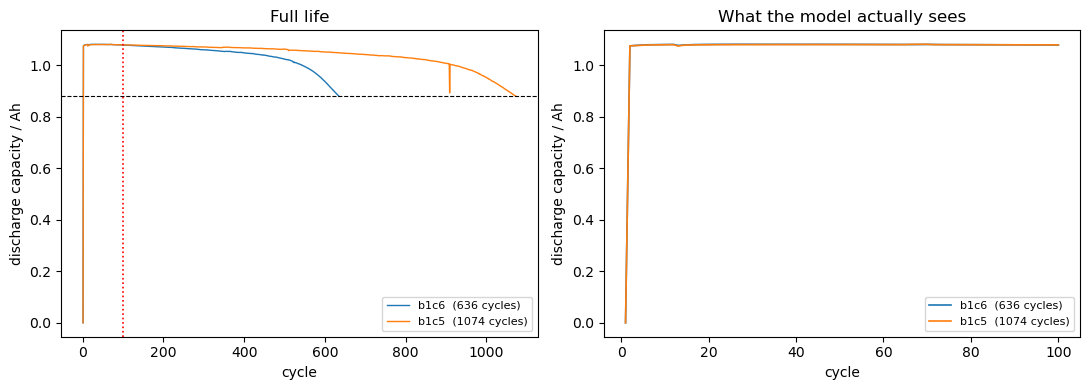 Full life
discharge capacity / Ah
1.0
0.8
0.6
0.4
0.2
0.0
b1c6  (636 cycles)
b1c5  (1074 cycles)
0 200 400 600 800 1000
cycle
What the model actually sees
discharge capacity / Ah
1.0
0.8
0.6
0.4
0.2
0.0
b1c6  (636 cycles)
b1c5  (1074 cycles)
0 20 40 60 80 100
cycle